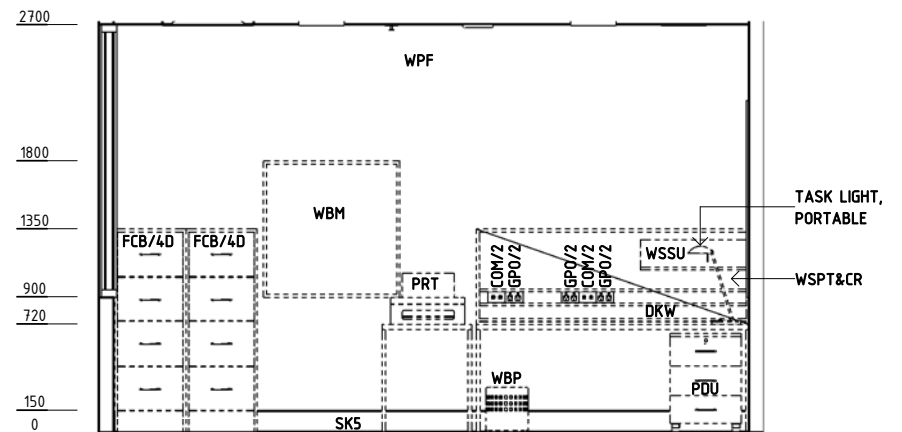 2700
WPF
1800
WBM
TASK LIGHT,
PORTABLE
1350
FCB/4D
FCB/4D
COM/2
GPO/2
GPO/2
COM/2
GPO/2
WSSU
WSPT&CR
PRT
900
DKW
720
WBP
PDU
150
SK5
0